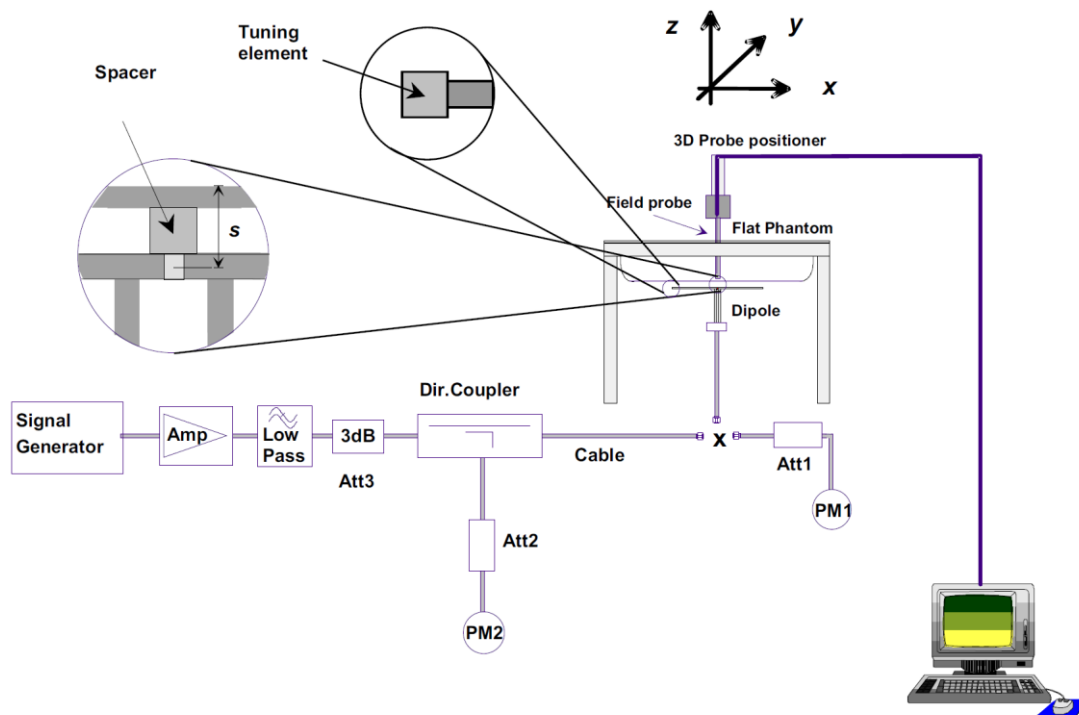 Tuning
element
Spacer
z
y
x
3D Probe positioner
Field probe
Flat Phantom
s
Dipole
Dir.Coupler
Signal
Generator
Amp
Low
Pass
3dB
Att3
Cable
x
Att1
PM1
Att2
PM2